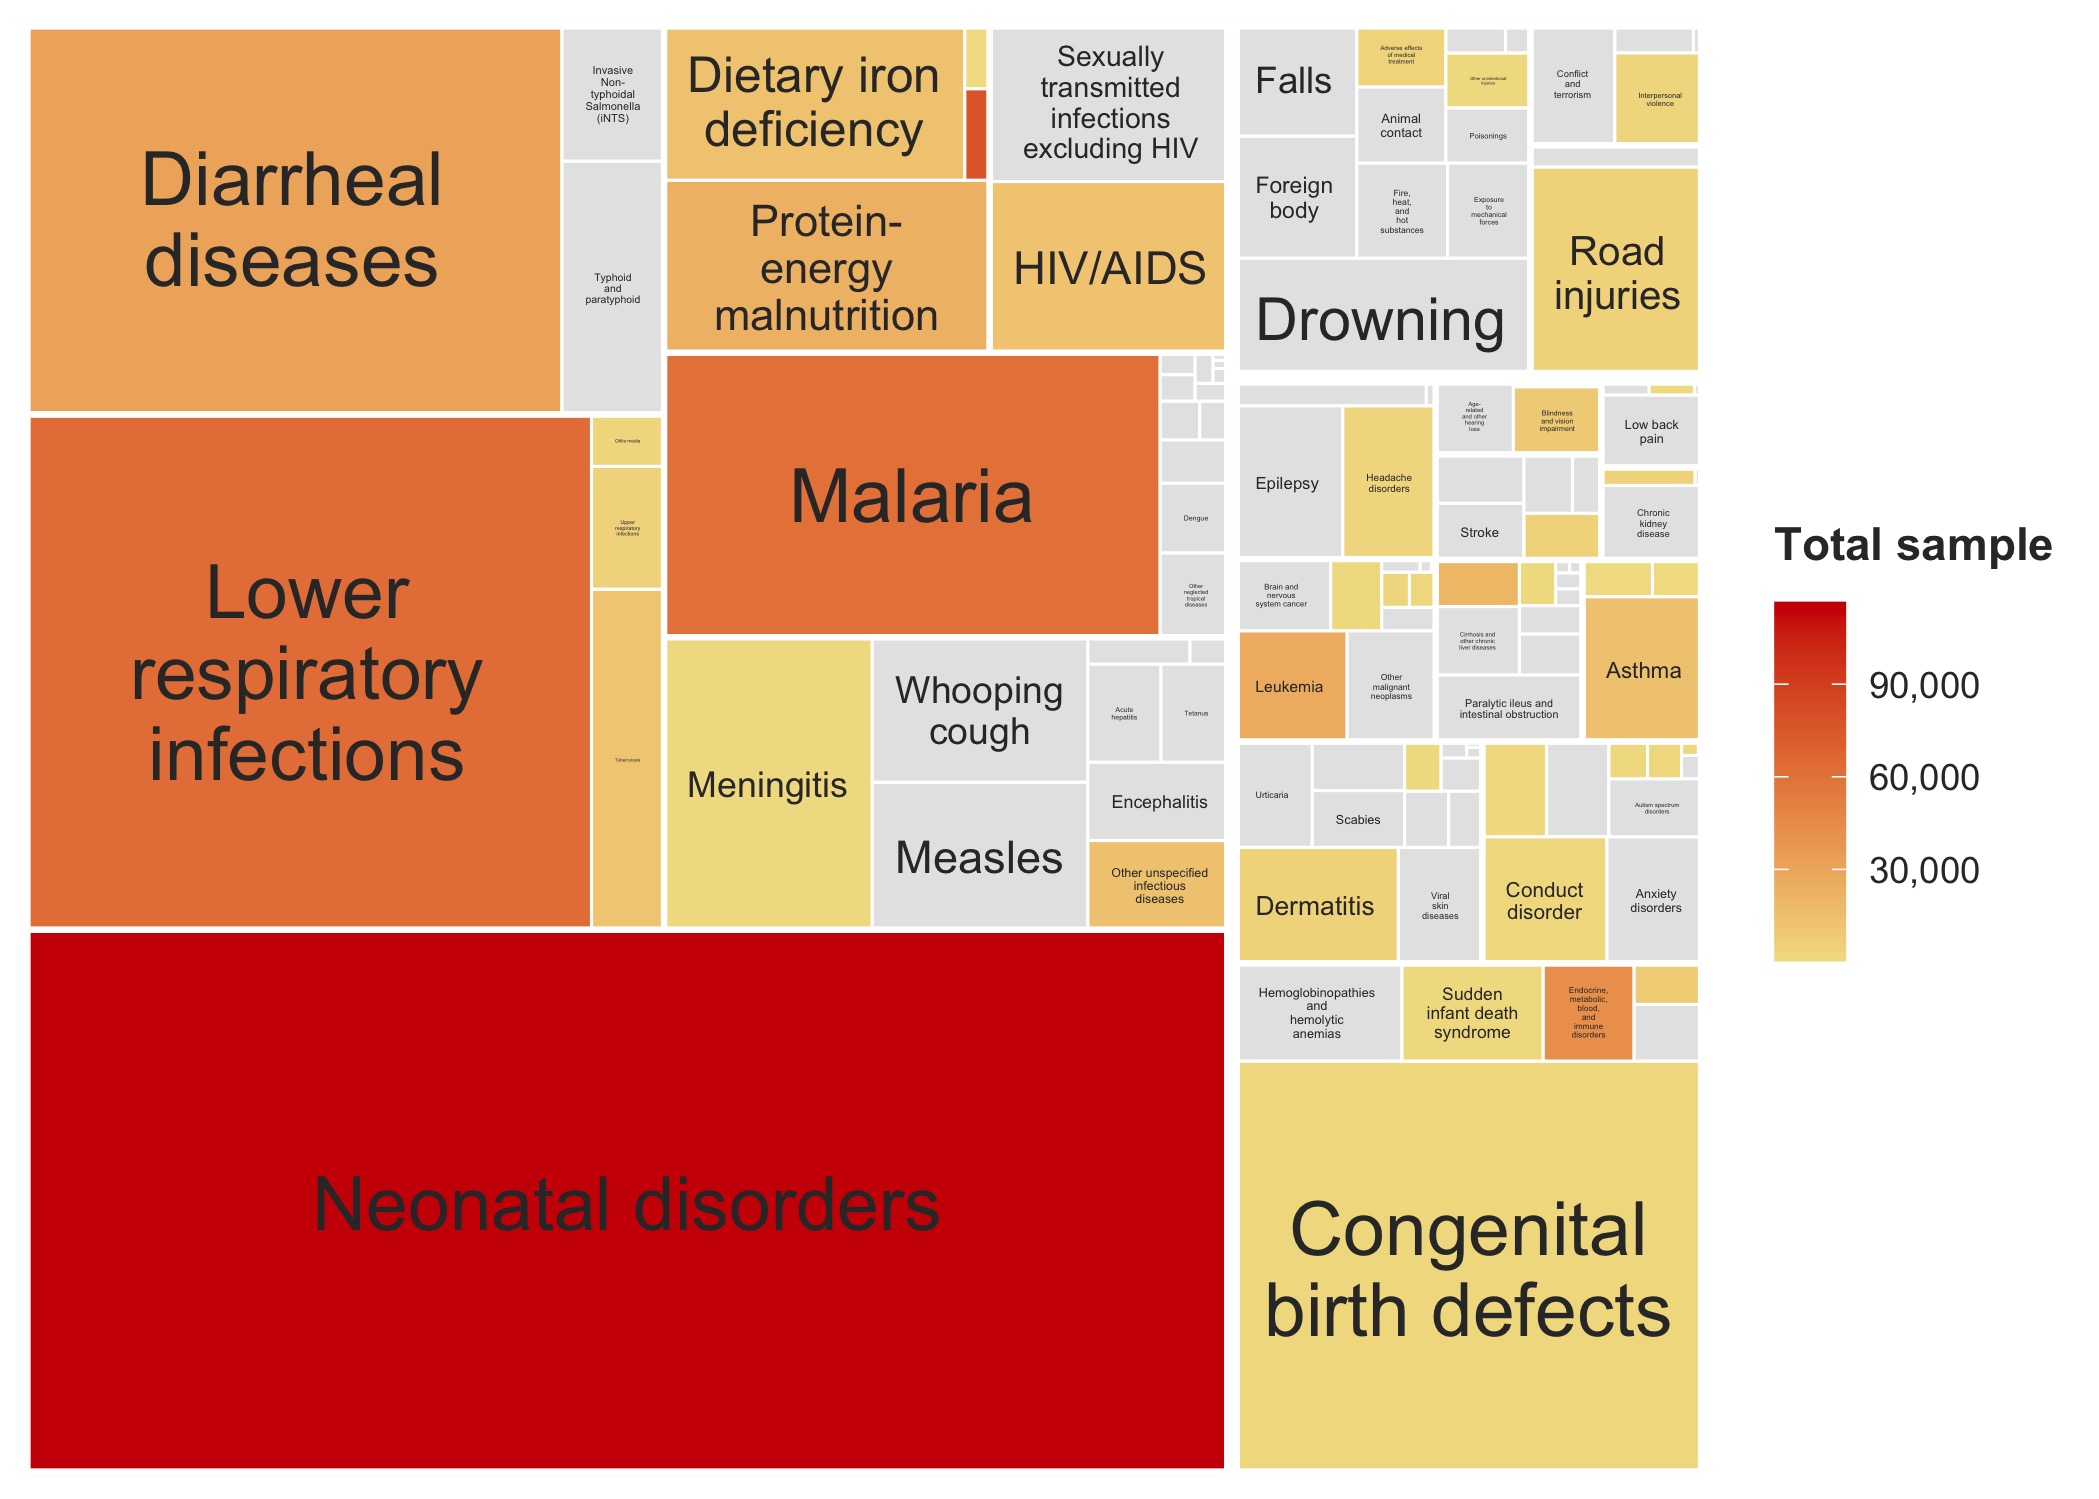 Diarrheal
diseases
Invasive
Non-
typhoidal
Salmonella
(iNTS)
Typhoid
and
paratyphoid
Lower
respiratory
infections
Otitis media
Upper
respiratory
infections
Tuberculosis
Neonatal disorders
Dietary iron
deficiency
Protein-
energy
malnutrition
Sexually
transmitted
infections
excluding HIV
HIV/AIDS
Malaria
Dengue
Other
neglected
tropical
diseases
Meningitis
Whooping
cough
Measles
Acute
hepatitis
Tetanus
Encephalitis
Other unspecified
infectious
diseases
Falls
Adverse effects
of medical
treatment
Other unintentional
injuries
Animal
contact
Poisonings
Foreign
body
Fire,
heat,
and
hot
substances
Exposure
to
mechanical
forces
Drowning
Conflict
and
terrorism
Interpersonal
violence
Road
injuries
Epilepsy
Headache
disorders
Age-
related
and other
hearing
loss
Blindness
and vision
impairment
Low back
pain
Stroke
Chronic
kidney
disease
Brain and
nervous
system cancer
Leukemia
Other
malignant
neoplasms
Cirrhosis and
other chronic
liver diseases
Paralytic ileus and
intestinal obstruction
Asthma
Urticaria
Scabies
Dermatitis
Viral
skin
diseases
Conduct
disorder
Autism spectrum
disorders
Anxiety
disorders
Hemoglobinopathies
and
hemolytic
anemias
Sudden
infant death
syndrome
Endocrine,
metabolic,
blood,
and
immune
disorders
Congenital
birth defects
Total sample
90,000
60,000
30,000